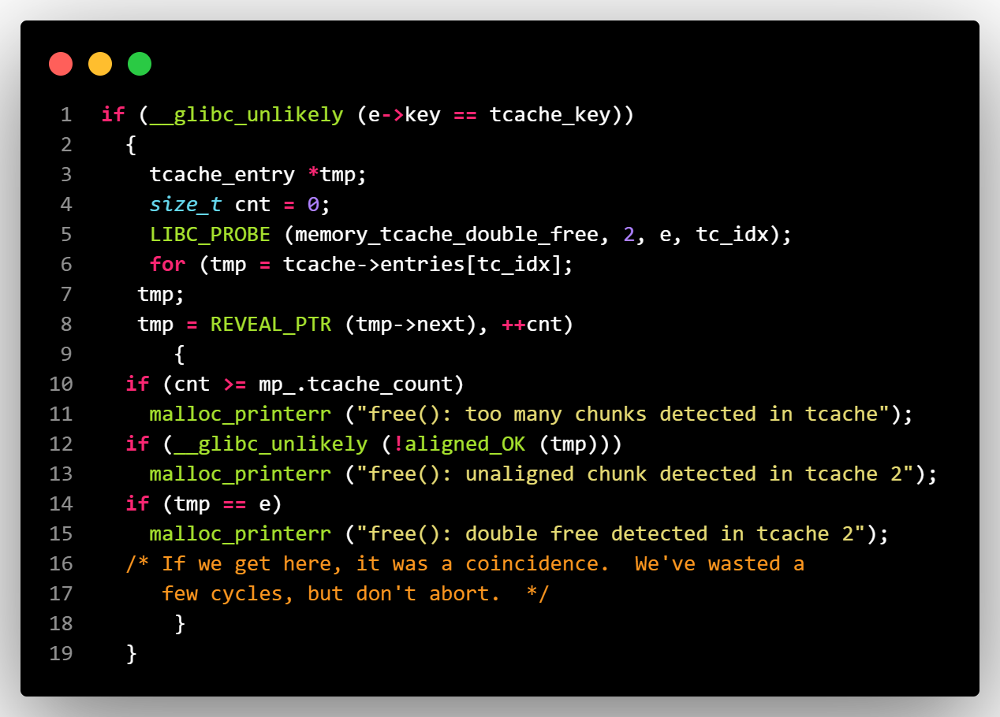 1 if (__glibc_unlikely (e->key == tcache_key))
2 {
3 tcache_entry *tmp;
4 size_t cnt = 0;
5 LIBC_PROBE (memory_tcache_double_free, 2, e, tc_idx);
6 for (tmp = tcache->entries[tc_idx];
7 tmp;
8 tmp = REVEAL_PTR (tmp->next), ++cnt)
9 {
10 if (cnt >= mp_.tcache_count)
11 malloc_printerr ("free(): too many chunks detected in tcache");
12 if (__glibc_unlikely (!aligned_OK (tmp)))
13 malloc_printerr ("free(): unaligned chunk detected in tcache 2");
14 if (tmp == e)
15 malloc_printerr ("free(): double free detected in tcache 2");
16 /* If we get here, it was a coincidence.  We've wasted a
17 few cycles, but don't abort.  */
18 }
19 }